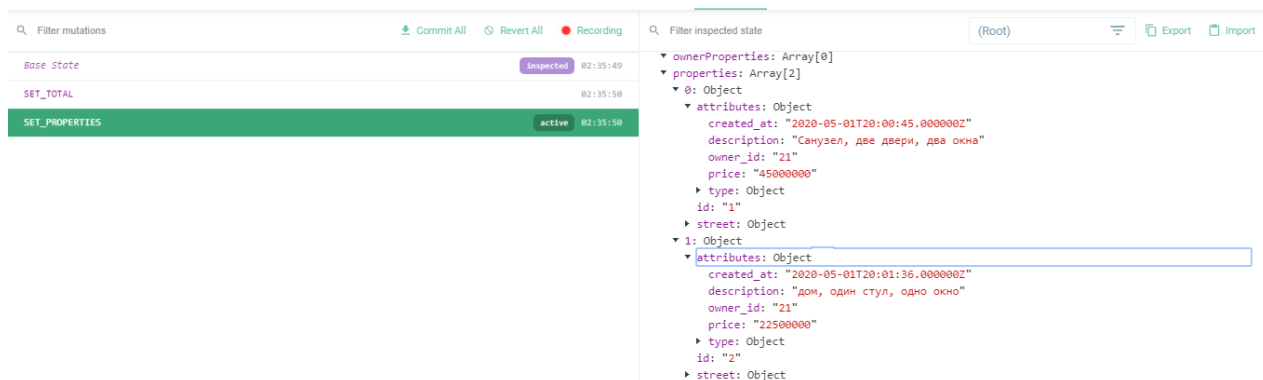 Filter mutations
Commit All
Revert All
Recording
Base State
inspected
02:35:49
SET_TOTAL
02:35:50
SET_PROPERTIES
active
02:35:50
Filter inspected state
(Root)
Export
Import
ownerProperties: Array[0]
properties: Array[2]
0: Object
attributes: Object
created_at: "2020-05-01T20:00:45.000000Z"
description: "Санузел, две двери, два окна"
owner_id: "21"
price: "45000000"
type: Object
id: "1"
street: Object
1: Object
attributes: Object
created_at: "2020-05-01T20:01:36.000000Z"
description: "дом, один стул, одно окно"
owner_id: "21"
price: "22500000"
type: Object
id: "2"
street: Object